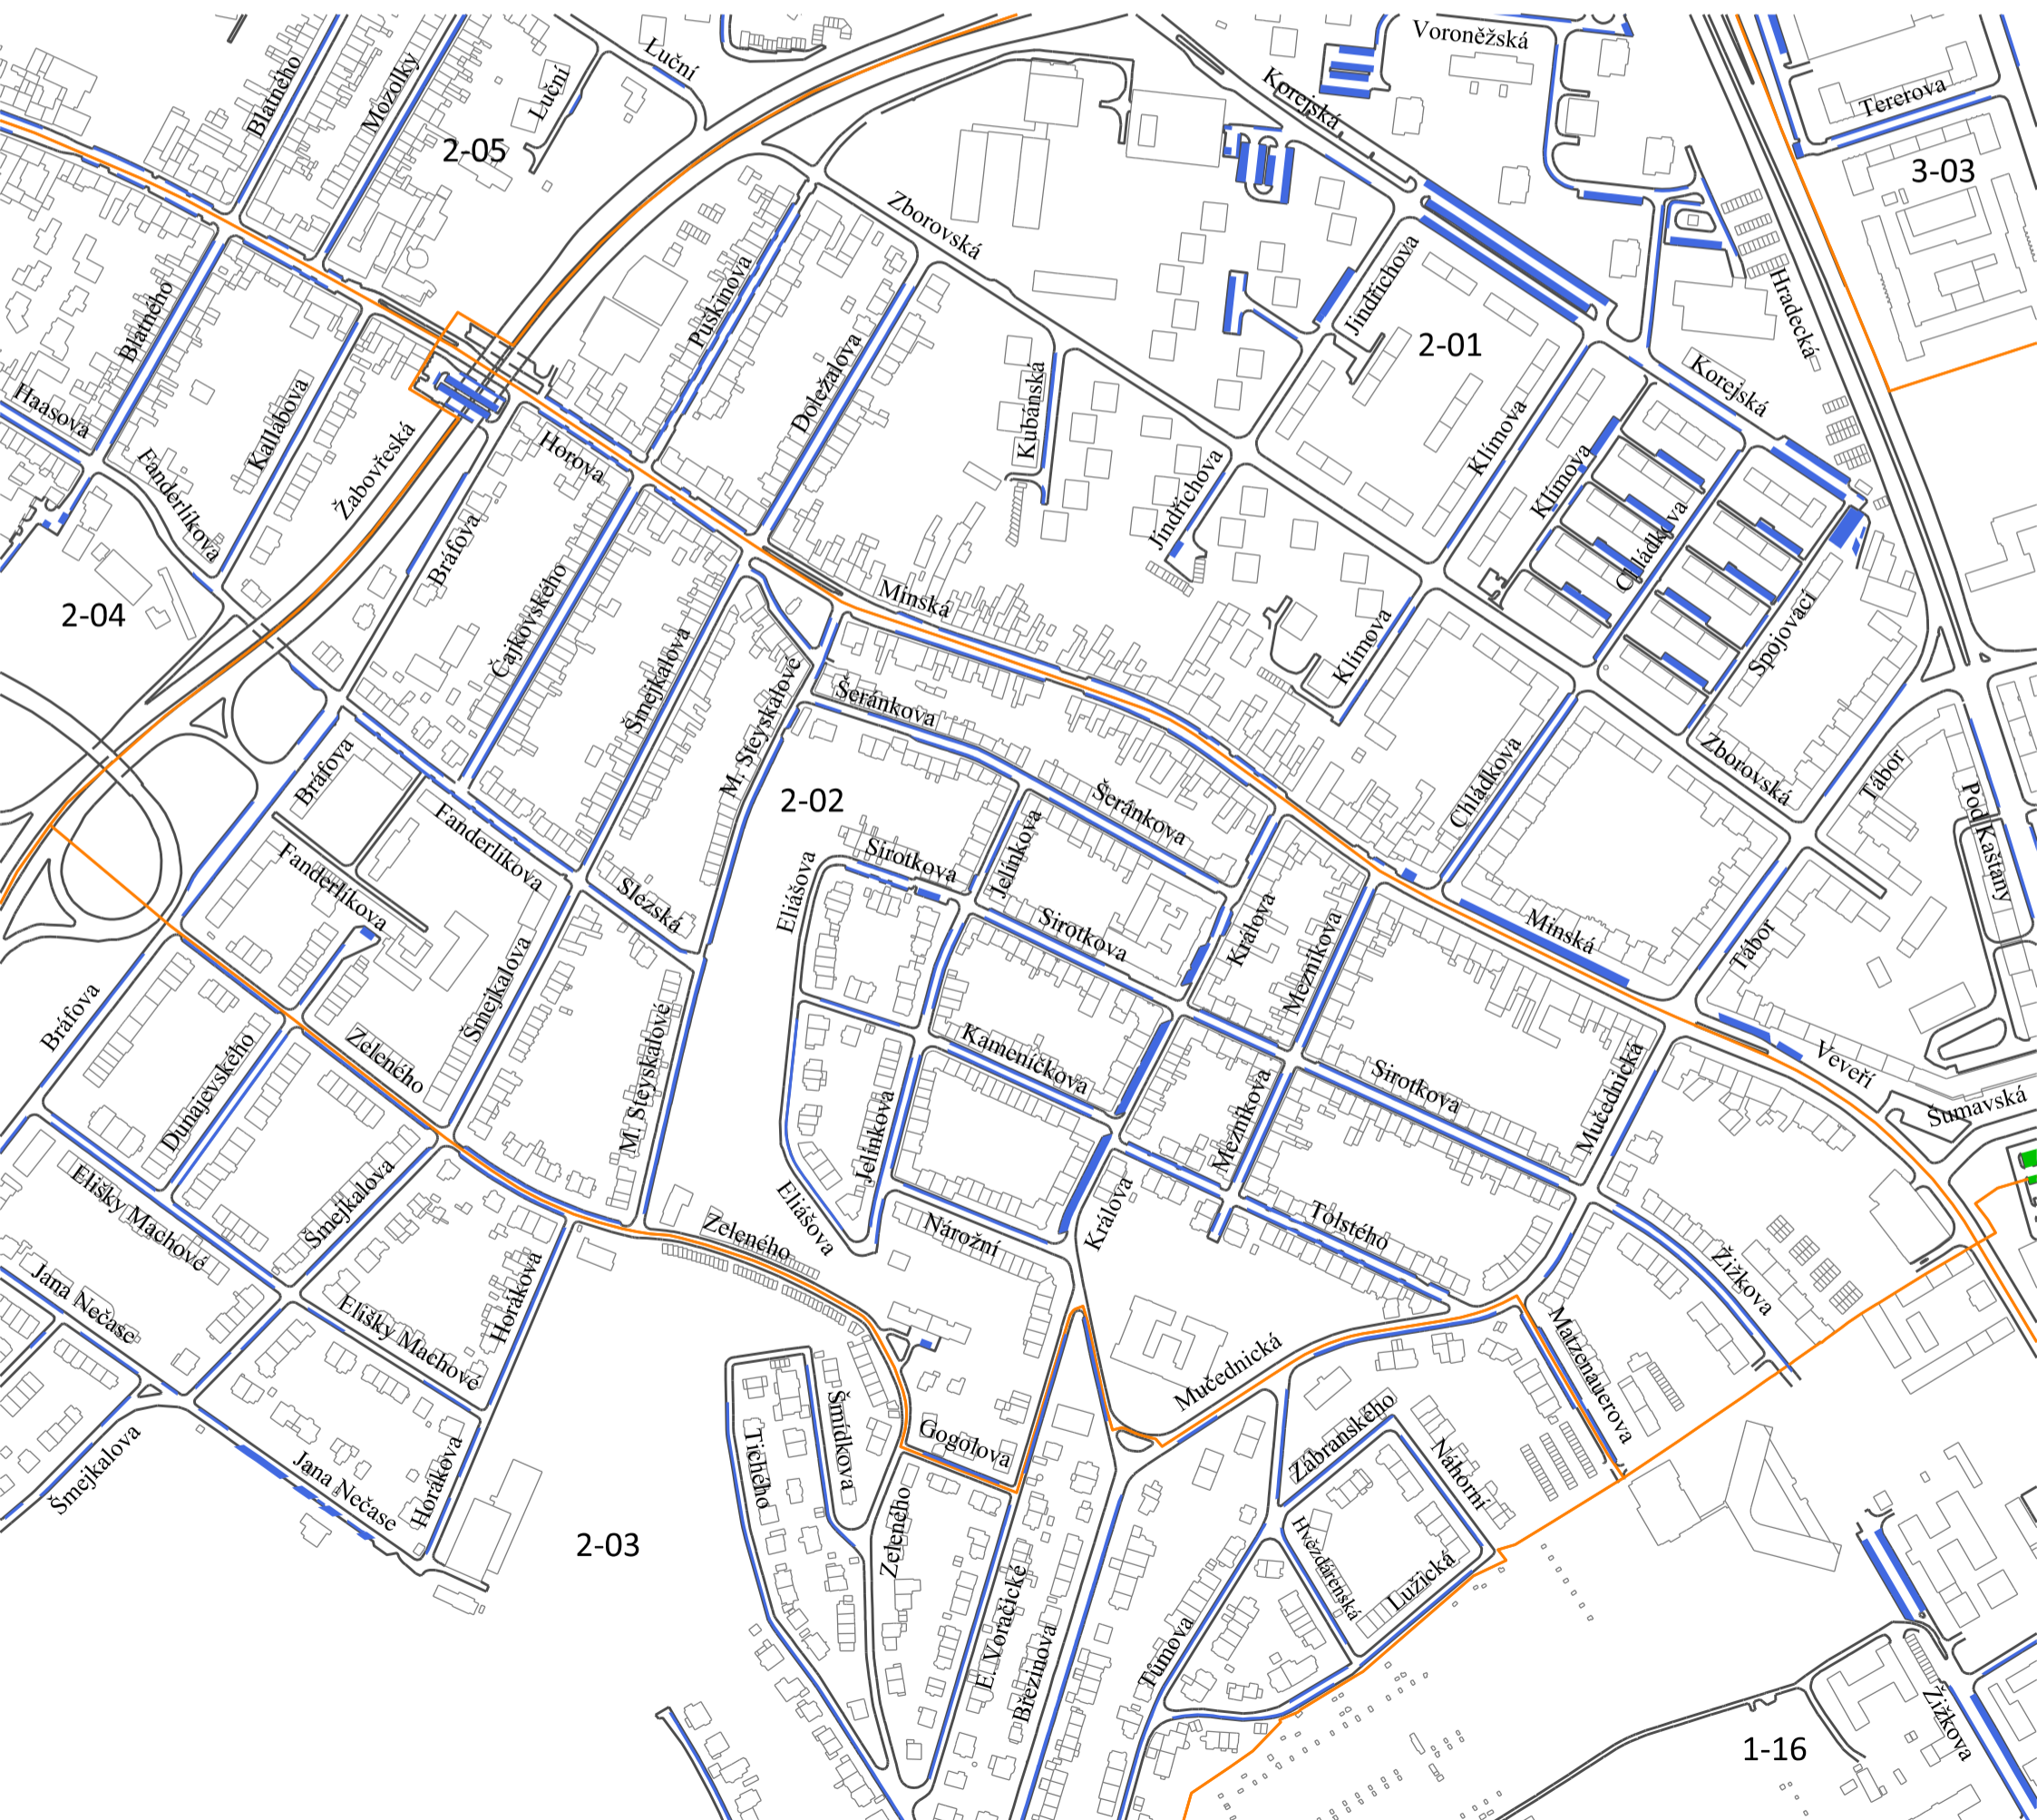 Luční
Voroněžská
Blatného
Mozolky
Luční
Korejská
Tererova
2-05
3-03
Zborovská
Jindřichova
Hradecká
Blatného
Puškinova
2-01
Doležalova
Kubánská
Korejská
Haasova
Kallabova
Žabovřeská
Horova
Klímova
Fanderlíkova
Jindřichova
Klímova
Bráfova
Chládkova
2-04
Minská
Čajkovského
Klímova
Spojovací
Šmejkalova
M. Steyskalové
Šeránkova
Zborovská
Bráfova
2-02
Šeránkova
Chládkova
Tábor
Pod Kaštany
Fanderlíkova
Sirotkova
Jelínkova
Fanderlíkova
Eliášova
Slezská
Sirotkova
Králova
Mezníkova
Minská
Tábor
Šmejkalova
Bráfova
Zeleného
Kameníčkova
Veveří
Dunajevského
M. Steyskalové
Sirotkova
Mučednická
Šumavská
Jelínkova
Mezníkova
Elišky Machové
Šmejkalova
Eliášova
Zeleného
Nárožní
Králova
Tolstého
Žižkova
Jana Nečase
Horákova
Elišky Machové
Mučednická
Matzenauerova
Šmídkova
Tichého
Gogolova
Zábranského
Náhorní
Šmejkalova
Jana Nečase
Horákova
Zeleného
2-03
Hvězdárenská
Lužická
E. Voračické
Březinova
Tůmova
Žižkova
1-16